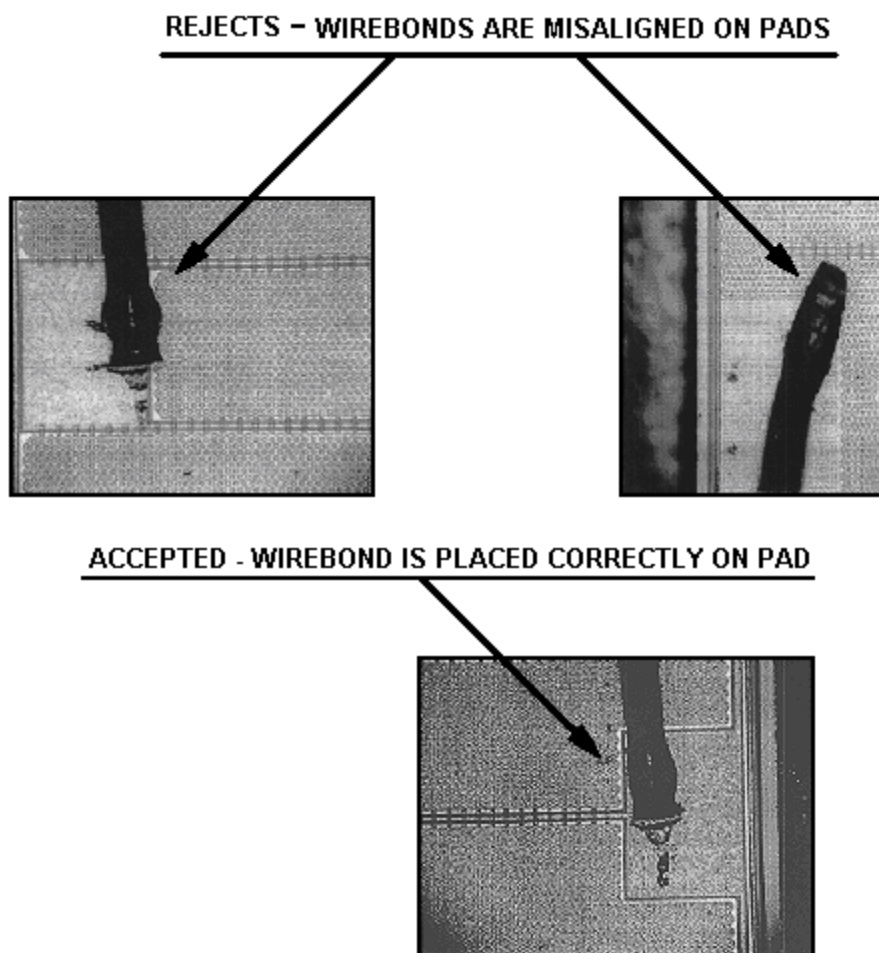 REJECTS – WIREBONDS ARE MISALIGNED ON PADS
ACCEPTED - WIREBOND IS PLACED CORRECTLY ON PAD